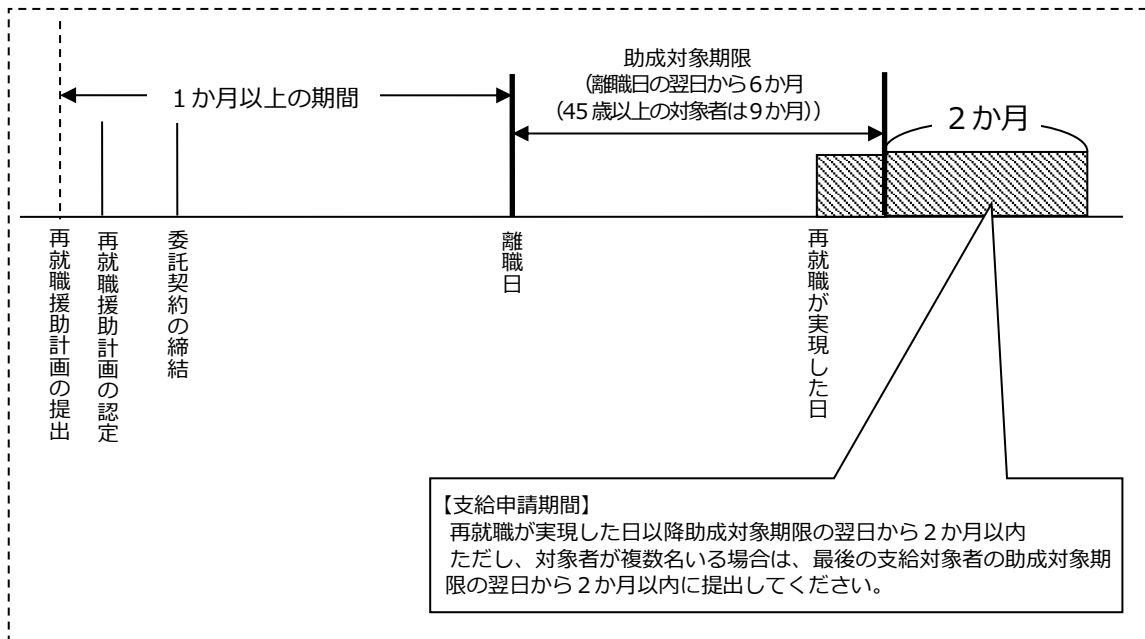 助成対象期限
(離職日の翌日から6か月
(45歳以上の対象者は9か月))
1か月以上の期間
2か月
再就職援助計画の提出
再就職援助計画の認定
委託契約の締結
離職日
再就職が実現した日
【支給申請期間】
再就職が実現した日以降助成対象期限の翌日から2か月以内
ただし、対象者が複数名いる場合は、最後の支給対象者の助成対象期
限の翌日から2か月以内に提出してください。